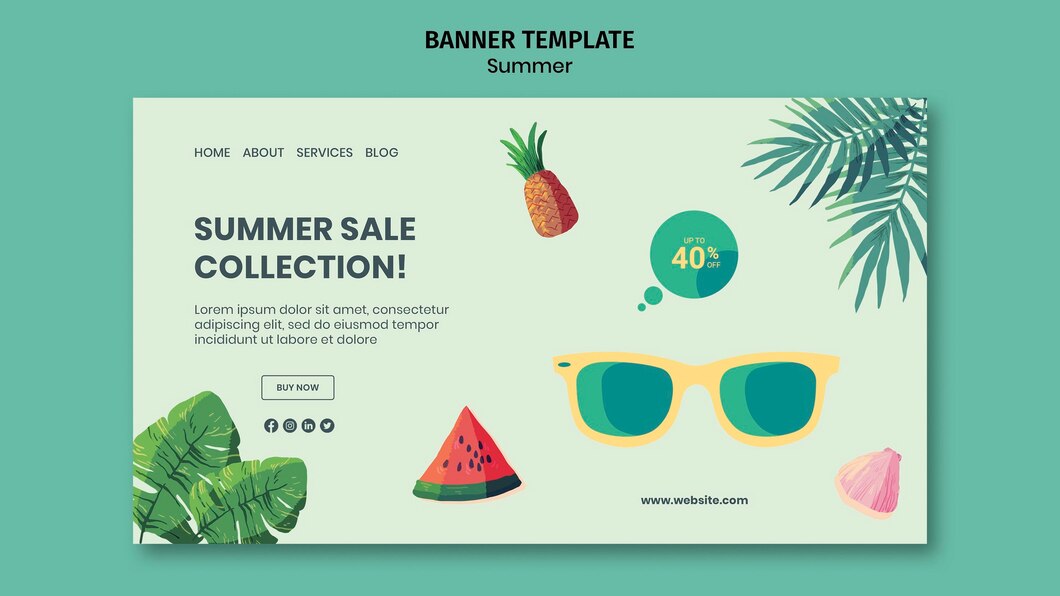 BANNER TEMPLATE
Summer
HOME ABOUT SERVICES BLOG
SUMMER SALE
COLLECTION!
Lorem ipsum dolor sit amet, consectetur
adipiscing elit, sed do eiusmod tempor
incididunt ut labore et dolore
BUY NOW
UP TO
40%
OFF
www.website.com